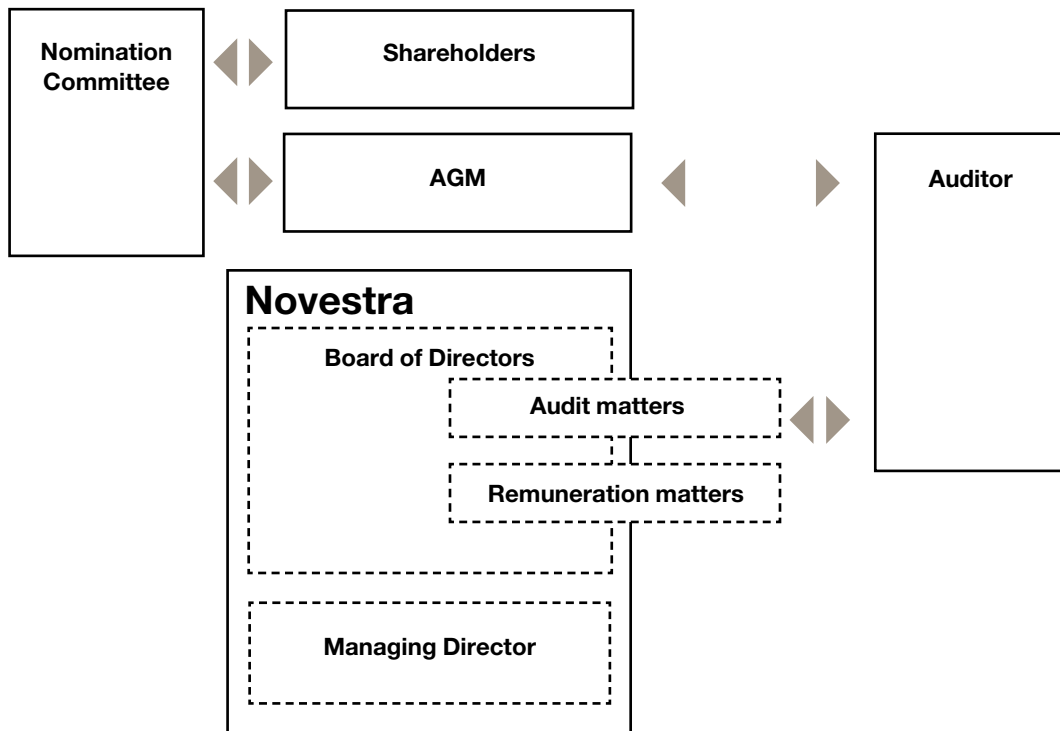 Nomination
Committee
Shareholders
AGM
Auditor
Novestra
Board of Directors
Audit matters
Remuneration matters
Managing Director